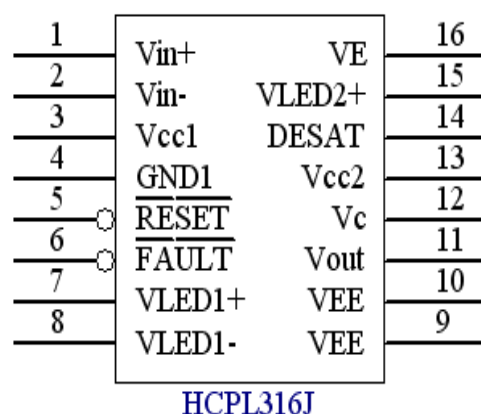 1 Vin+ VE 16
2 Vin- VLED2+ 15
3 Vcc1 DESAT 14
4 GND1 Vcc2 13
5 RESET Vc 12
6 FAULT Vout 11
7 VLED1+ VEE 10
8 VLED1- VEE 9
HCPL316J